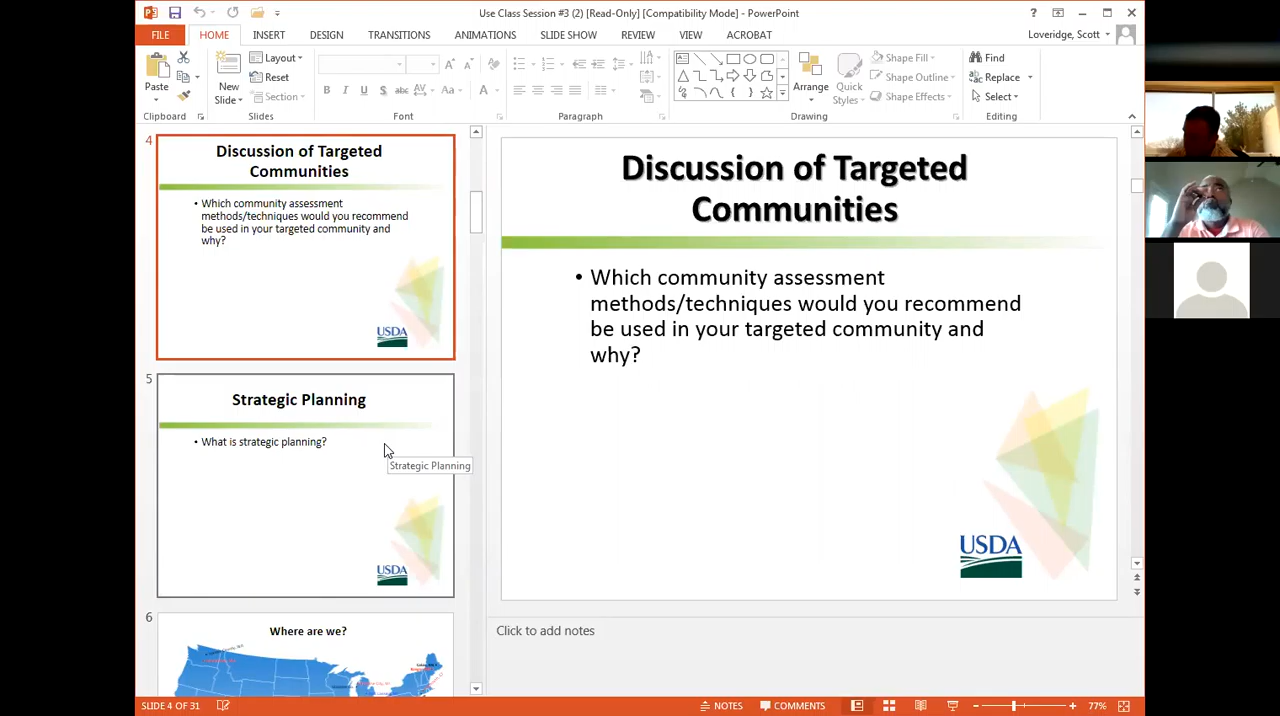 Use Class Session #3 (2) [Read-Only] [Compatibility Mode] - PowerPoint
FILE HOME INSERT DESIGN TRANSITIONS ANIMATIONS SLIDE SHOW REVIEW VIEW ACROBAT
Loveridge, Scott
Paste
Clipboard
New
Slide
Layout
Reset
Section
Slides
Font
Paragraph
Arrange
Quick
Styles
Shape Fill
Shape Outline
Shape Effects
Drawing
Find
Replace
Select
Editing
4
Discussion of Targeted
Communities
• Which community assessment
methods/techniques would you recommend
be used in your targeted community and
why?
USDA
5
Strategic Planning
• What is strategic planning?
Strategic Planning
USDA
6
Where are we?
Discussion of Targeted
Communities
• Which community assessment
methods/techniques would you recommend
be used in your targeted community and
why?
USDA
Click to add notes
SLIDE 4 OF 31
NOTES
COMMENTS
77%